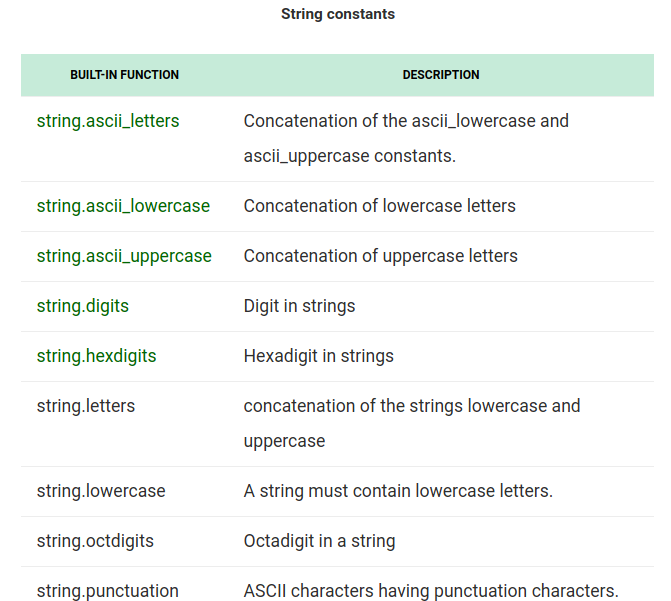 String constants
BUILT-IN FUNCTION DESCRIPTION
string.ascii_letters Concatenation of the ascii_lowercase and
ascii_uppercase constants.
string.ascii_lowercase Concatenation of lowercase letters
string.ascii_uppercase Concatenation of uppercase letters
string.digits Digit in strings
string.hexdigits Hexadigit in strings
string.letters concatenation of the strings lowercase and
uppercase
string.lowercase A string must contain lowercase letters.
string.octdigits Octadigit in a string
string.punctuation ASCII characters having punctuation characters.